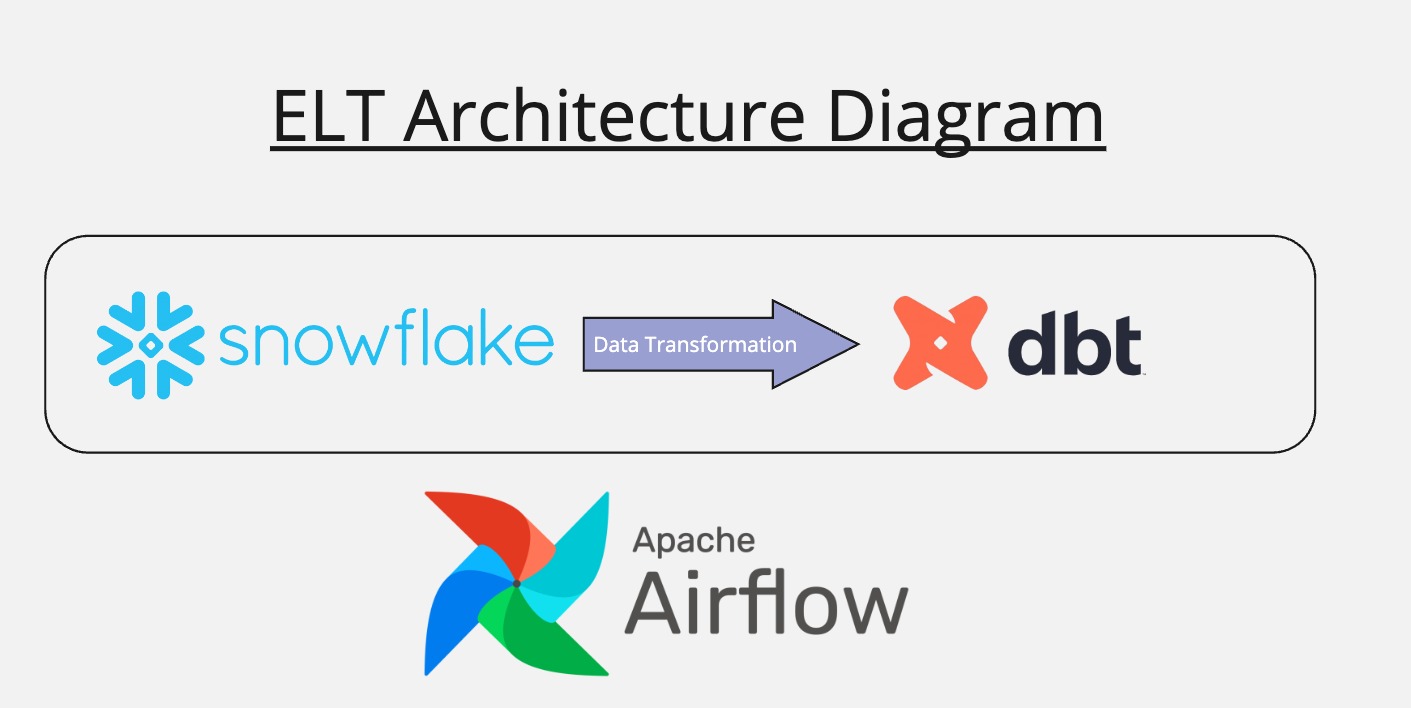 ELT Architecture Diagram
snowflake
Data Transformation
dbt
Apache
Airflow